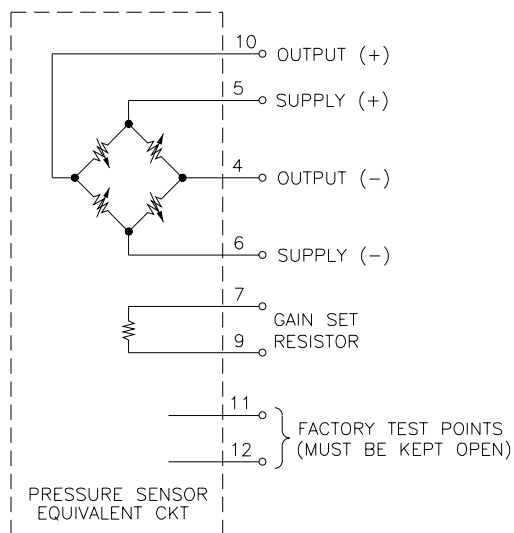 10 OUTPUT (+)
5 SUPPLY (+)
4 OUTPUT (-)
6 SUPPLY (-)
7
GAIN SET
9 RESISTOR
11
FACTORY TEST POINTS
(MUST BE KEPT OPEN)
12
PRESSURE SENSOR
EQUIVALENT CKT